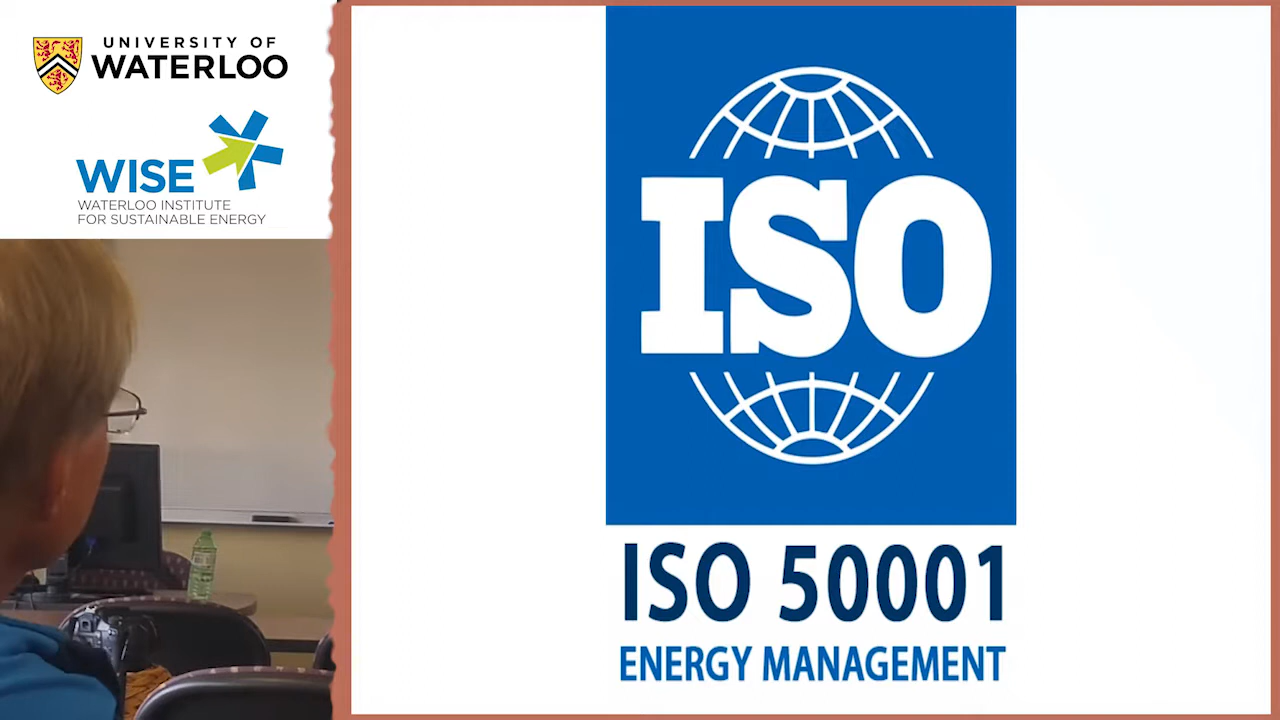 UNIVERSITY OF
WATERLOO
WISE
WATERLOO INSTITUTE
FOR SUSTAINABLE ENERGY
ISO
ISO 50001
ENERGY MANAGEMENT